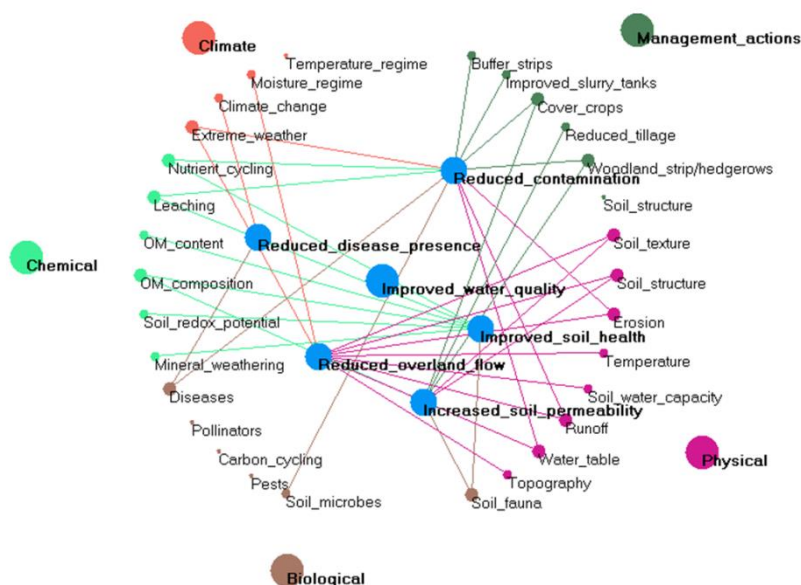 Climate
Management_actions
Temperature_regime
Buffer_strips
Moisture_regime
Improved_slurry_tanks
Climate_change
Cover_crops
Extreme_weather
Reduced_tillage
Nutrient_cycling
Reduced_contamination
Woodland_strip/hedgerows
Leaching
Soil_structure
OM_content
Reduced_disease_presence
Soil_texture
Chemical
OM_composition
Improved_water_quality
Soil_structure
Soil_redox_potential
Improved_soil_health
Erosion
Mineral_weathering
Reduced_overland_flow
Temperature
Diseases
Increased_soil_permeability
Soil_water_capacity
Pollinators
Runoff
Carbon_cycling
Water_table
Physical
Pests
Topography
Soil_microbes
Soil_fauna
Biological